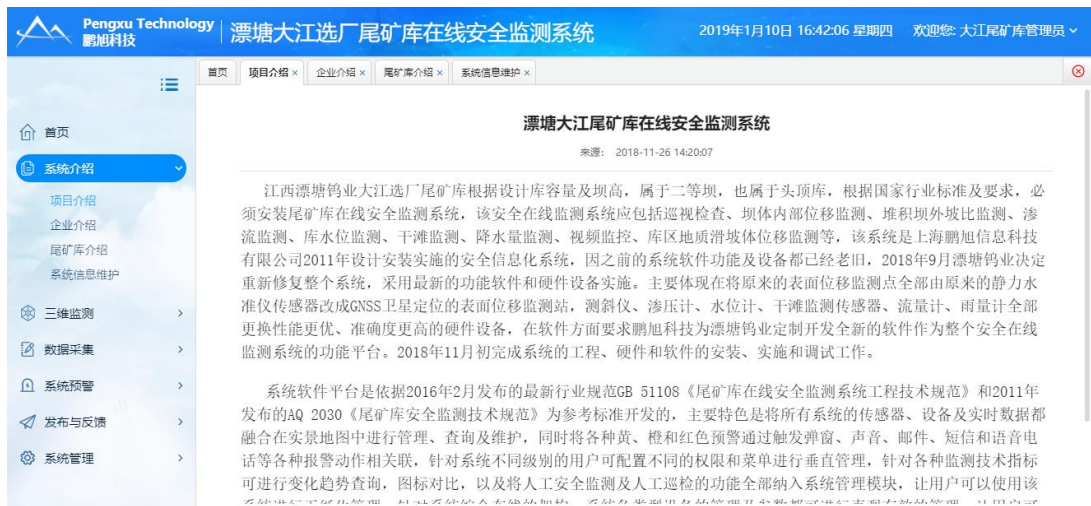 Pengxu Technology
鹏旭科技
漂塘大江选厂尾矿库在线安全监测系统
2019年1月10日 16:42:06 星期四
欢迎您: 大江尾矿库管理员
首页
项目介绍 ×
企业介绍 ×
尾矿库介绍 ×
系统信息维护 ×
首页
系统介绍
项目介绍
企业介绍
尾矿库介绍
系统信息维护
三维监测
数据采集
系统预警
发布与反馈
系统管理
漂塘大江尾矿库在线安全监测系统
来源: 2018-11-26 14:20:07
江西漂塘钨业大江选厂尾矿库根据设计库容量及坝高，属于二等坝，也属于头顶库，根据国家行业标准及要求，必
须安装尾矿库在线安全监测系统，该安全在线监测系统应包括巡视检查、坝体内部位移监测、堆积坝外坡比监测、渗
流监测、库水位监测、干滩监测、降水量监测、视频监控、库区地质滑坡体位移监测等，该系统是上海鹏旭信息科技
有限公司2011年设计安装实施的安全信息化系统，因之前的系统软件功能及设备都已经老旧，2018年9月漂塘钨业决定
重新修复整个系统，采用最新的功能软件和硬件设备实施。主要体现在将原来的表面位移监测点全部由原来的静力水
准仪传感器改成GNSS卫星定位的表面位移监测站，测斜仪、渗压计、水位计、干滩监测传感器、流量计、雨量计全部
更换性能更优、准确度更高的硬件设备，在软件方面要求鹏旭科技为漂塘钨业定制开发全新的软件作为整个安全在线
监测系统的功能平台。2018年11月初完成系统的工程、硬件和软件的安装、实施和调试工作。
系统软件平台是依据2016年2月发布的最新行业规范GB 51108《尾矿库在线安全监测系统工程技术规范》和2011年
发布的AQ 2030《尾矿库安全监测技术规范》为参考标准开发的，主要特色是将所有系统的传感器、设备及实时数据都
融合在实景地图中进行管理、查询及维护，同时将各种黄、橙和红色预警通过触发弹窗、声音、邮件、短信和语音电
话等各种报警动作相关联，针对系统不同级别的用户可配置不同的权限和菜单进行垂直管理，针对各种监测技术指标
可进行变化趋势查询，图标对比，以及将人工安全监测及人工巡检的功能全部纳入系统管理模块，让用户可以使用该